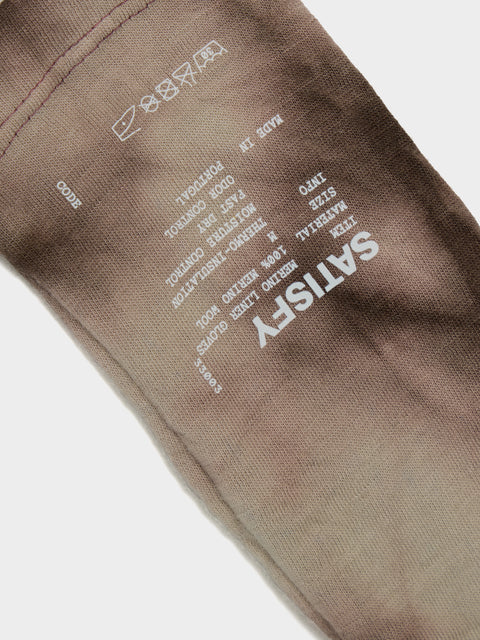 SATISFY
ITEM MERINO LINER GLOVES
MATERIAL 100% MERINO WOOL
SIZE M
INFO THERMO-INSULATION
MOISTURE CONTROL
FAST DRY
ODOR CONTROL
MADE IN PORTUGAL
30
CODE 33003